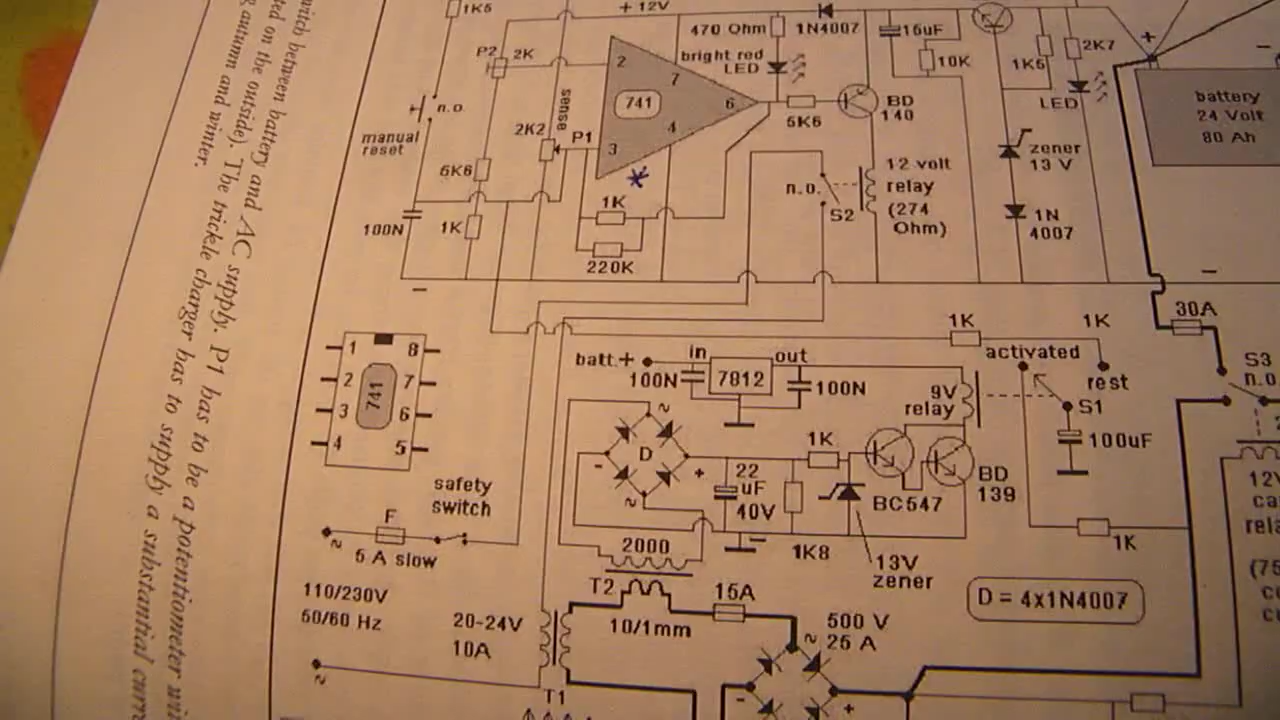 witch between battery and AC supply. P1 has to be a potentiometer
ted on the outside). The trickle charger has to supply a substantial
autumn and winter.
1K5
+ 12V
470 Ohm
1N4007
16uF
10K
1K5
2K7
LED
+
−
battery
24 Volt
80 Ah
P2
2K
bright red
LED
2
7
741
6
4
3
5K6
BD
140
n.o.
manual
reset
sense
2K2
P1
zener
13 V
1N
4007
6K6
1K
100N
1K
220K
n.o.
S2
12 volt
relay
(274
Ohm)
−
−
30A
S3
n.o
1K
1K
activated
rest
S1
100uF
1K
batt.+
in
out
100N
7812
100N
9V
relay
1
2
3
4
741
8
7
6
5
D
-
+
~
~
22
uF
40V
1K
1K8
BC547
BD
139
13V
zener
safety
switch
F
~
5 A slow
110/230V
50/60 Hz
~
20-24V
10A
T1
2000
T2
10/1mm
15A
500 V
25 A
~
-
+
D = 4x1N4007
12V
ca
rela
(75